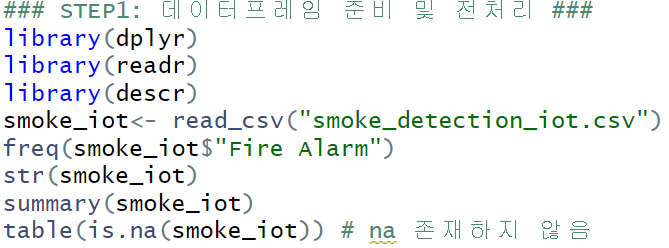 ### STEP1: 데이터프레임 준비 및 전처리 ###
library(dplyr)
library(readr)
library(descr)
smoke_iot<- read_csv("smoke_detection_iot.csv")
freq(smoke_iot$"Fire Alarm")
str(smoke_iot)
summary(smoke_iot)
table(is.na(smoke_iot)) # na 존재하지 않음